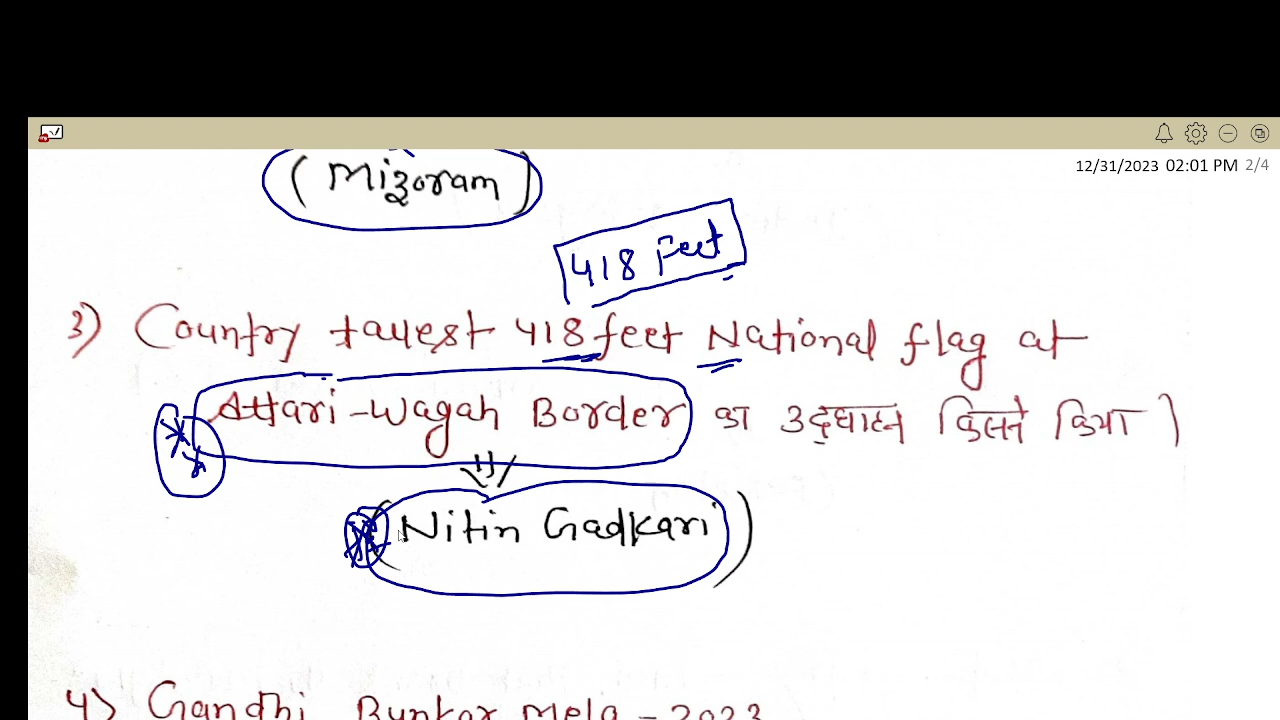 12/31/2023 02:01 PM 2/4
(Mizoram)
418 Feet
3) Country tallest 418 feet National flag at
Attari-Wagah Border का उद्घाटन किसने किया
(Nitin Gadkari)
4) Gandhi Bunkar Mela - 2023